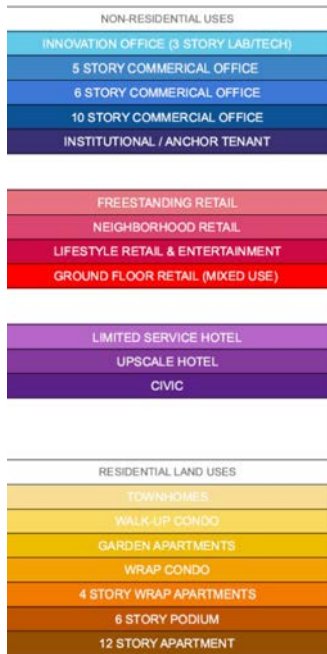 NON-RESIDENTIAL USES
INNOVATION OFFICE (3 STORY LAB/TECH)
5 STORY COMMERICAL OFFICE
6 STORY COMMERICAL OFFICE
10 STORY COMMERCIAL OFFICE
INSTITUTIONAL / ANCHOR TENANT
FREESTANDING RETAIL
NEIGHBORHOOD RETAIL
LIFESTYLE RETAIL & ENTERTAINMENT
GROUND FLOOR RETAIL (MIXED USE)
LIMITED SERVICE HOTEL
UPSCALE HOTEL
CIVIC
RESIDENTIAL LAND USES
TOWNHOMES
WALK-UP CONDO
GARDEN APARTMENTS
WRAP CONDO
4 STORY WRAP APARTMENTS
6 STORY PODIUM
12 STORY APARTMENT